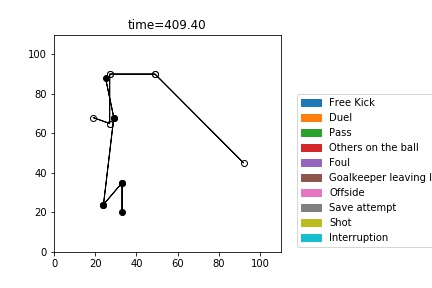 time=409.40
100
80
60
40
20
0
0 20 40 60 80 100
Free Kick
Duel
Pass
Others on the ball
Foul
Goalkeeper leaving l
Offside
Save attempt
Shot
Interruption